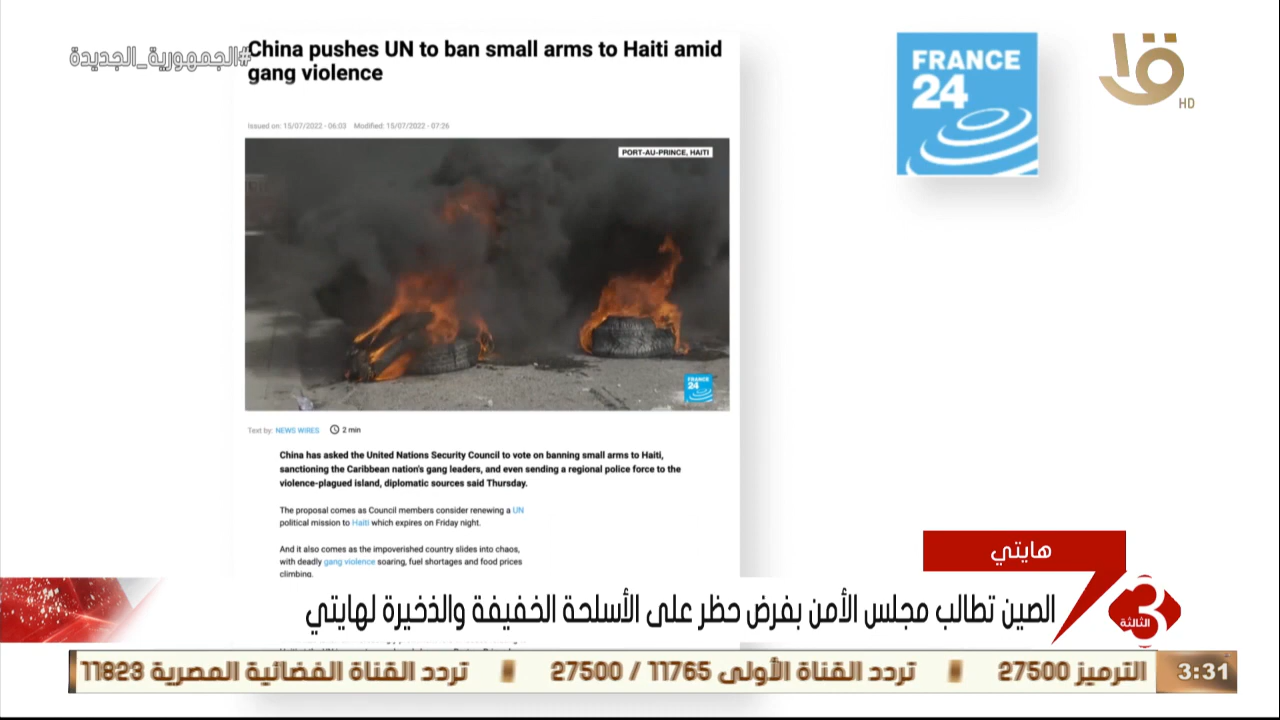 #الجمهورية_الجديدة
China pushes UN to ban small arms to Haiti amid
gang violence
FRANCE
24
HD
Issued on: 15/07/2022 - 06:03 Modified: 15/07/2022 - 07:26
PORT-AU-PRINCE, HAITI
FRANCE
24
Text by: NEWS WIRES 2 min
China has asked the United Nations Security Council to vote on banning small arms to Haiti,
sanctioning the Caribbean nation's gang leaders, and even sending a regional police force to the
violence-plagued island, diplomatic sources said Thursday.
The proposal comes as Council members consider renewing a UN
political mission to Haiti which expires on Friday night.
And it also comes as the impoverished country slides into chaos,
with deadly gang violence soaring, fuel shortages and food prices
climbing.
هايتي
الصين تطالب مجلس الأمن بفرض حظر على الأسلحة الخفيفة والذخيرة لهايتي
3 الثالثة
الترميز 27500 تردد القناة الأولى 11765 / 27500 تردد القناة الفضائية المصرية 11823
3:31